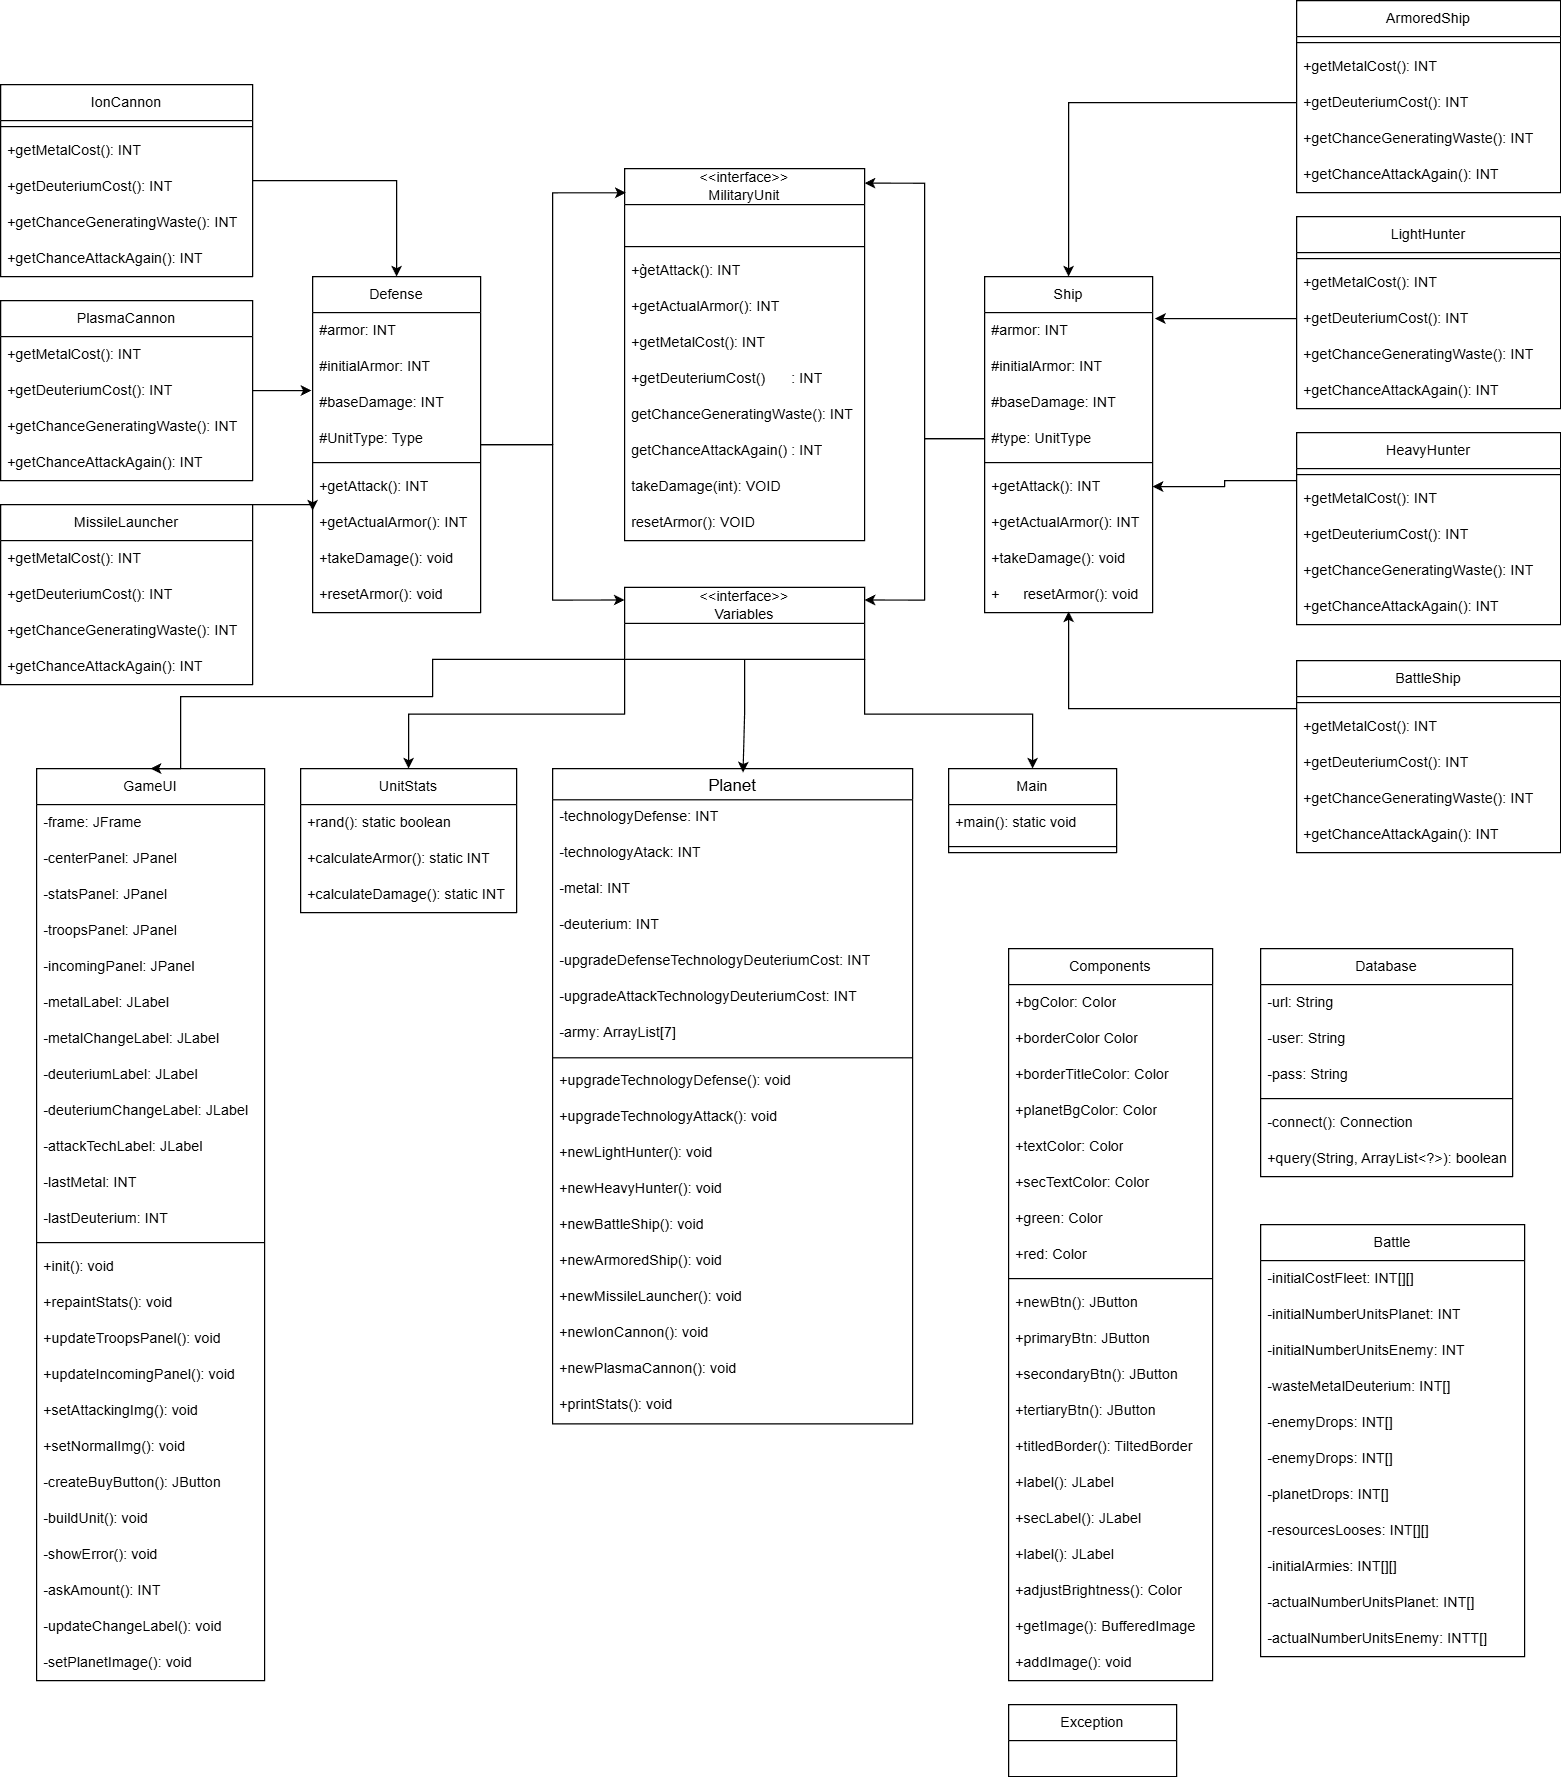 ArmoredShip
+getMetalCost(): INT
+getDeuteriumCost(): INT
+getChanceGeneratingWaste(): INT
+getChanceAttackAgain(): INT
IonCannon
+getMetalCost(): INT
+getDeuteriumCost(): INT
+getChanceGeneratingWaste(): INT
+getChanceAttackAgain(): INT
PlasmaCannon
+getMetalCost(): INT
+getDeuteriumCost(): INT
+getChanceGeneratingWaste(): INT
+getChanceAttackAgain(): INT
MissileLauncher
+getMetalCost(): INT
+getDeuteriumCost(): INT
+getChanceGeneratingWaste(): INT
+getChanceAttackAgain(): INT
Defense
#armor: INT
#initialArmor: INT
#baseDamage: INT
#UnitType: Type
+getAttack(): INT
+getActualArmor(): INT
+takeDamage(): void
+resetArmor(): void
<<interface>>
MilitaryUnit
+getAttack(): INT
+getActualArmor(): INT
+getMetalCost(): INT
+getDeuteriumCost() : INT
getChanceGeneratingWaste(): INT
getChanceAttackAgain() : INT
takeDamage(int): VOID
resetArmor(): VOID
<<interface>>
Variables
Ship
#armor: INT
#initialArmor: INT
#baseDamage: INT
#type: UnitType
+getAttack(): INT
+getActualArmor(): INT
+takeDamage(): void
+ resetArmor(): void
LightHunter
+getMetalCost(): INT
+getDeuteriumCost(): INT
+getChanceGeneratingWaste(): INT
+getChanceAttackAgain(): INT
HeavyHunter
+getMetalCost(): INT
+getDeuteriumCost(): INT
+getChanceGeneratingWaste(): INT
+getChanceAttackAgain(): INT
BattleShip
+getMetalCost(): INT
+getDeuteriumCost(): INT
+getChanceGeneratingWaste(): INT
+getChanceAttackAgain(): INT
GameUI
-frame: JFrame
-centerPanel: JPanel
-statsPanel: JPanel
-troopsPanel: JPanel
-incomingPanel: JPanel
-metalLabel: JLabel
-metalChangeLabel: JLabel
-deuteriumLabel: JLabel
-deuteriumChangeLabel: JLabel
-attackTechLabel: JLabel
-lastMetal: INT
-lastDeuterium: INT
+init(): void
+repaintStats(): void
+updateTroopsPanel(): void
+updateIncomingPanel(): void
+setAttackingImg(): void
+setNormalImg(): void
-createBuyButton(): JButton
-buildUnit(): void
-showError(): void
-askAmount(): INT
-updateChangeLabel(): void
-setPlanetImage(): void
UnitStats
+rand(): static boolean
+calculateArmor(): static INT
+calculateDamage(): static INT
Planet
-technologyDefense: INT
-technologyAtack: INT
-metal: INT
-deuterium: INT
-upgradeDefenseTechnologyDeuteriumCost: INT
-upgradeAttackTechnologyDeuteriumCost: INT
-army: ArrayList[7]
+upgradeTechnologyDefense(): void
+upgradeTechnologyAttack(): void
+newLightHunter(): void
+newHeavyHunter(): void
+newBattleShip(): void
+newArmoredShip(): void
+newMissileLauncher(): void
+newIonCannon(): void
+newPlasmaCannon(): void
+printStats(): void
Main
+main(): static void
Components
+bgColor: Color
+borderColor Color
+borderTitleColor: Color
+planetBgColor: Color
+textColor: Color
+secTextColor: Color
+green: Color
+red: Color
+newBtn(): JButton
+primaryBtn: JButton
+secondaryBtn(): JButton
+tertiaryBtn(): JButton
+titledBorder(): TiltedBorder
+label(): JLabel
+secLabel(): JLabel
+label(): JLabel
+adjustBrightness(): Color
+getImage(): BufferedImage
+addImage(): void
Database
-url: String
-user: String
-pass: String
-connect(): Connection
+query(String, ArrayList<?>): boolean
Battle
-initialCostFleet: INT[][]
-initialNumberUnitsPlanet: INT
-initialNumberUnitsEnemy: INT
-wasteMetalDeuterium: INT[]
-enemyDrops: INT[]
-enemyDrops: INT[]
-planetDrops: INT[]
-resourcesLooses: INT[][]
-initialArmies: INT[][]
-actualNumberUnitsPlanet: INT[]
-actualNumberUnitsEnemy: INTT[]
Exception